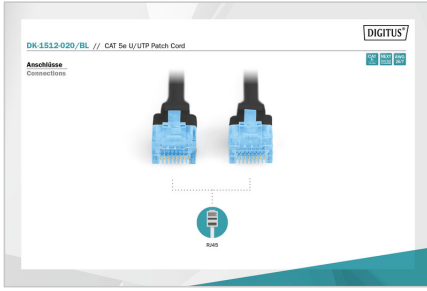 DIGITUS®
DK-1512-020/BL // CAT 5e U/UTP Patch Cord
Anschlüsse
Connections
RJ45